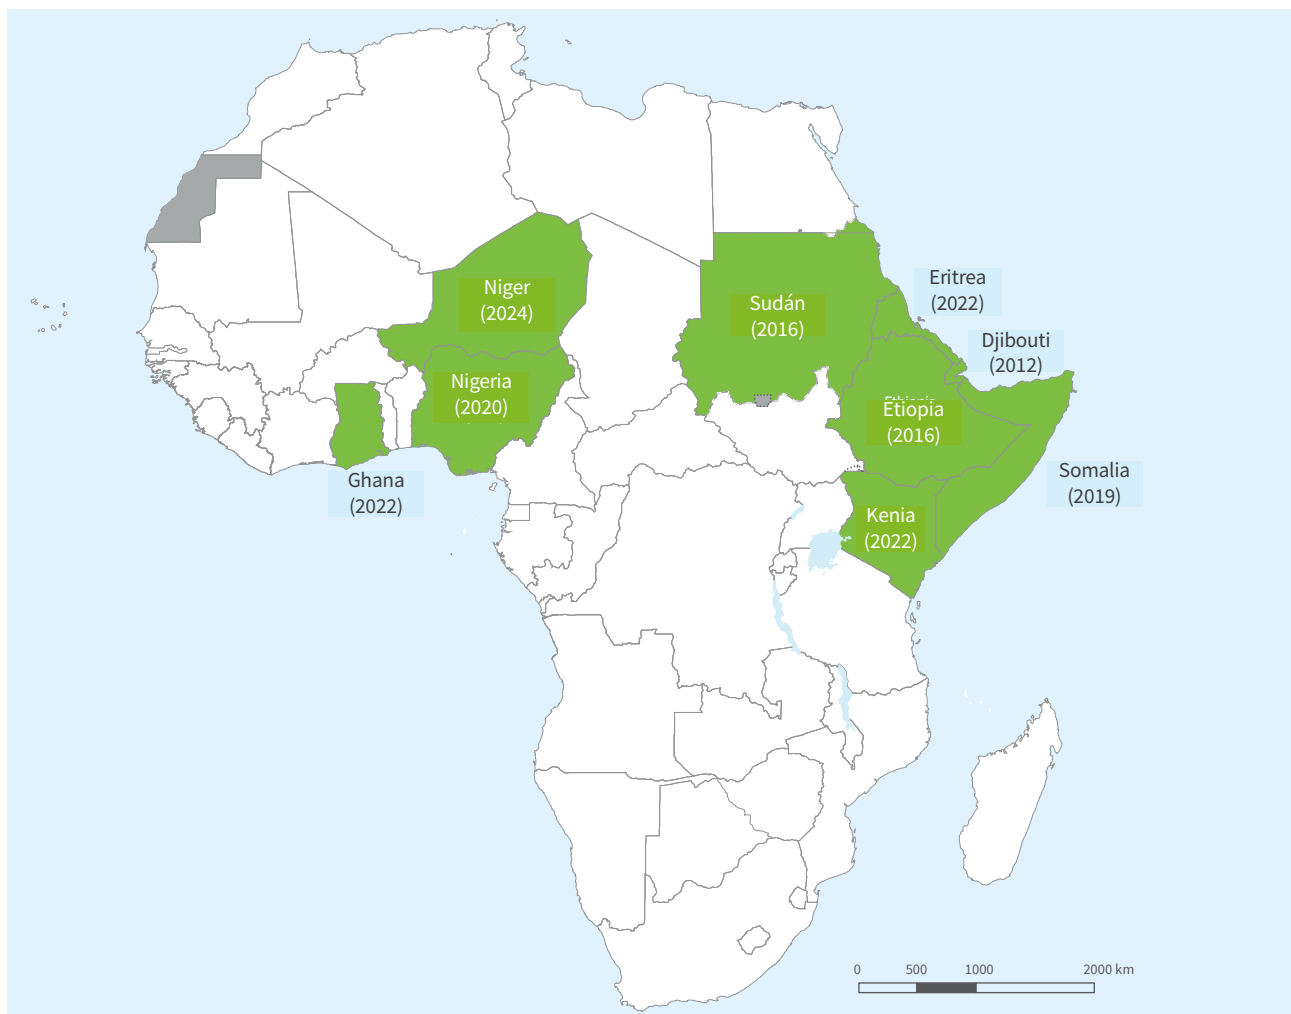 Niger
(2024)
Nigeria
(2020)
Ghana
(2022)
Sudán
(2016)
Eritrea
(2022)
Djibouti
(2012)
Etiopia
(2016)
Somalia
(2019)
Kenia
(2022)
0 500 1000 2000 km